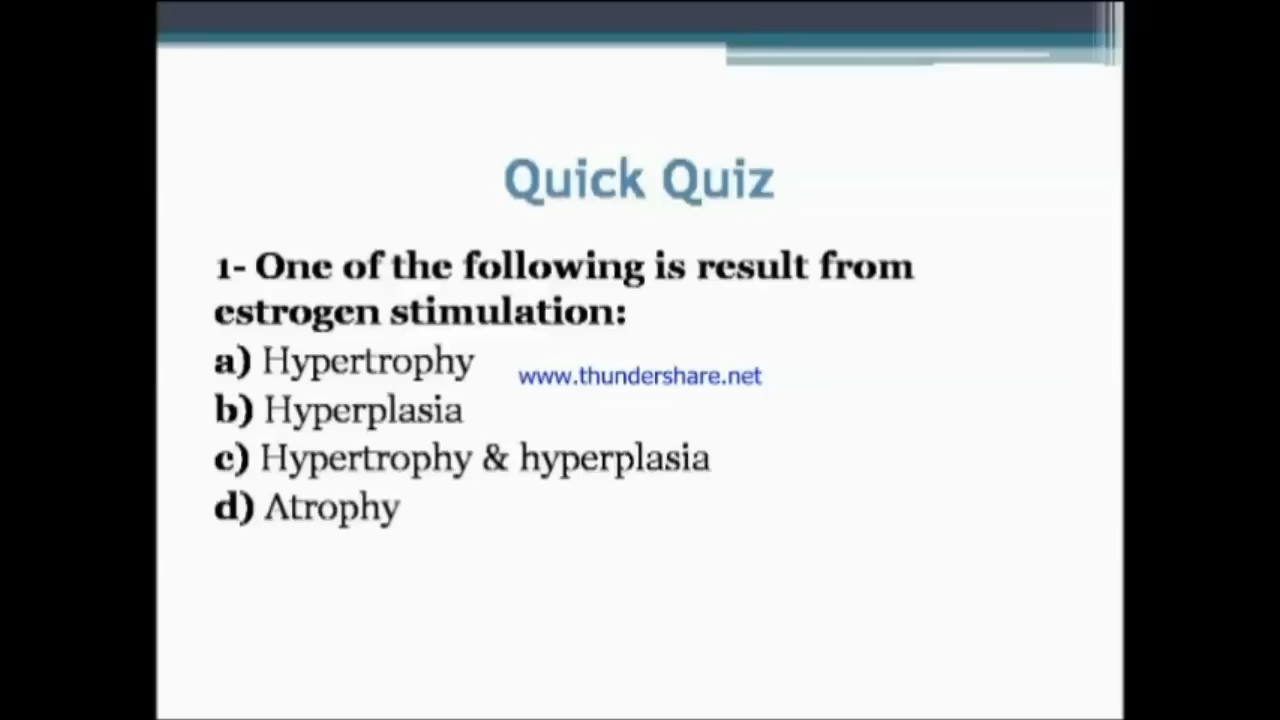 Quick Quiz
1- One of the following is result from
estrogen stimulation:
a) Hypertrophy
www.thundershare.net
b) Hyperplasia
c) Hypertrophy & hyperplasia
d) Atrophy